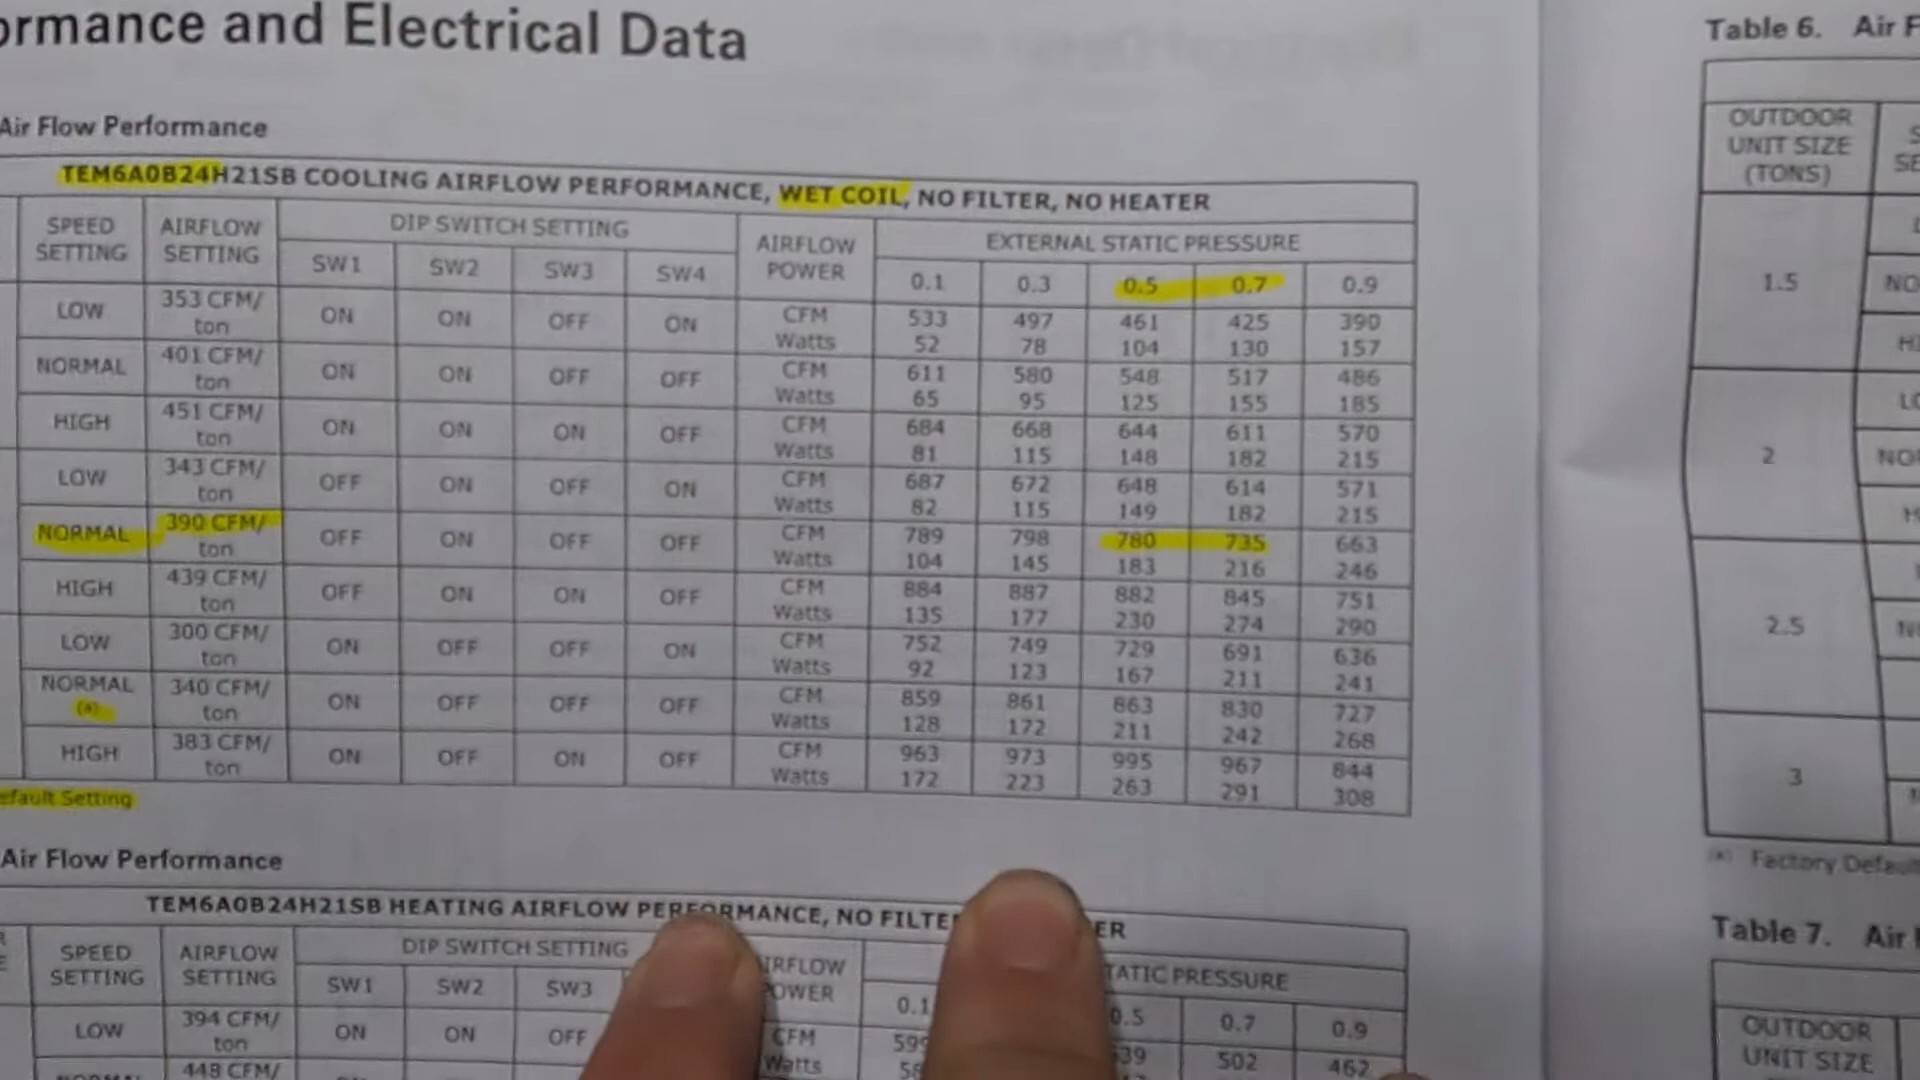 ormance and Electrical Data
Air Flow Performance
TEM6A0B24H21SB COOLING AIRFLOW PERFORMANCE, WET COIL, NO FILTER, NO HEATER
SPEED SETTING AIRFLOW SETTING DIP SWITCH SETTING AIRFLOW POWER EXTERNAL STATIC PRESSURE
SW1 SW2 SW3 SW4 0.1 0.3 0.5 0.7 0.9
LOW 353 CFM/ ton ON ON OFF ON CFM 533 497 461 425 390
Watts 52 78 104 130 157
NORMAL 401 CFM/ ton ON ON OFF OFF CFM 611 580 548 517 486
Watts 65 95 125 155 185
HIGH 451 CFM/ ton ON ON ON OFF CFM 684 668 644 611 570
Watts 81 115 148 182 215
LOW 343 CFM/ ton OFF ON OFF ON CFM 687 672 648 614 571
Watts 82 115 149 182 215
NORMAL 390 CFM/ ton OFF ON OFF OFF CFM 789 798 780 735 663
Watts 104 145 183 216 246
HIGH 439 CFM/ ton OFF ON ON OFF CFM 884 887 882 845 751
Watts 135 177 230 274 290
LOW 300 CFM/ ton ON OFF OFF ON CFM 752 749 729 691 636
Watts 92 123 167 211 241
NORMAL (a) 340 CFM/ ton ON OFF OFF OFF CFM 859 861 863 830 727
Watts 128 172 211 242 268
HIGH 383 CFM/ ton ON OFF ON OFF CFM 963 973 995 967 844
Watts 172 223 263 291 308
efault Setting
Air Flow Performance
TEM6A0B24H21SB HEATING AIRFLOW PERFORMANCE, NO FILTE ER
SPEED SETTING AIRFLOW SETTING DIP SWITCH SETTING IRFLOW OWER TATIC PRESSURE
SW1 SW2 SW3 0.1 0.5 0.7 0.9
LOW 394 CFM/ ton ON ON OFF CFM 59 39 502 462
Watts 58
448 CFM/
Table 6. Air F
OUTDOOR UNIT SIZE (TONS)
1.5
NO
HI
2
LO
NO
2.5
3
(a) Factory Defau
Table 7. Air
OUTDOOR
UNIT SIZE